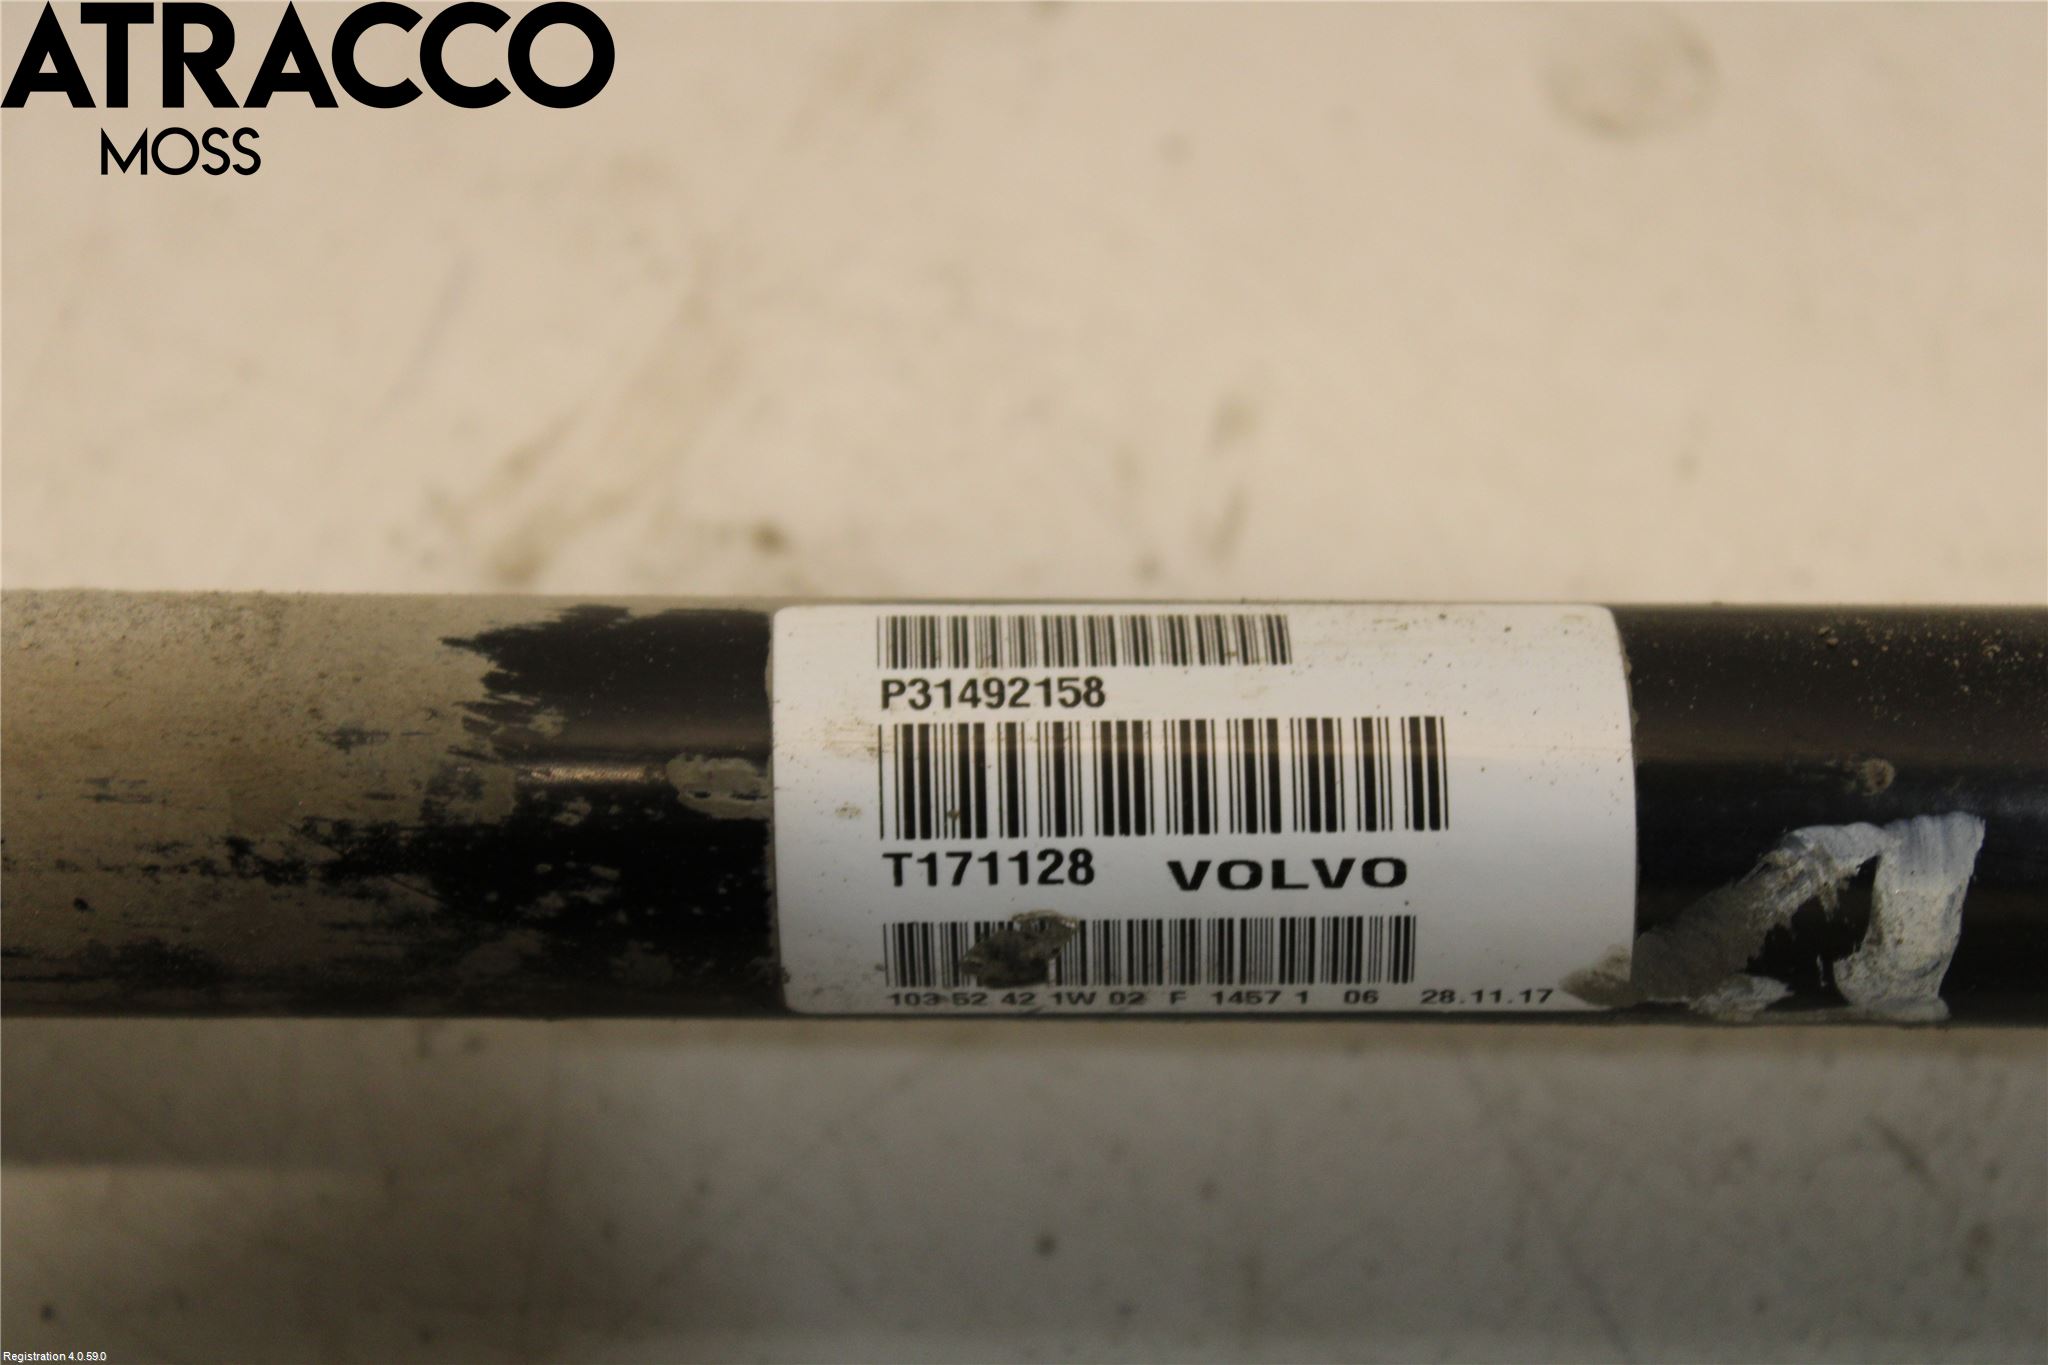 ATRACCO
MOSS
P31492158
T171128 VOLVO
103 52 42 1W 02 F 1457 1 06 28.11.17
Registration 4.0.59.0